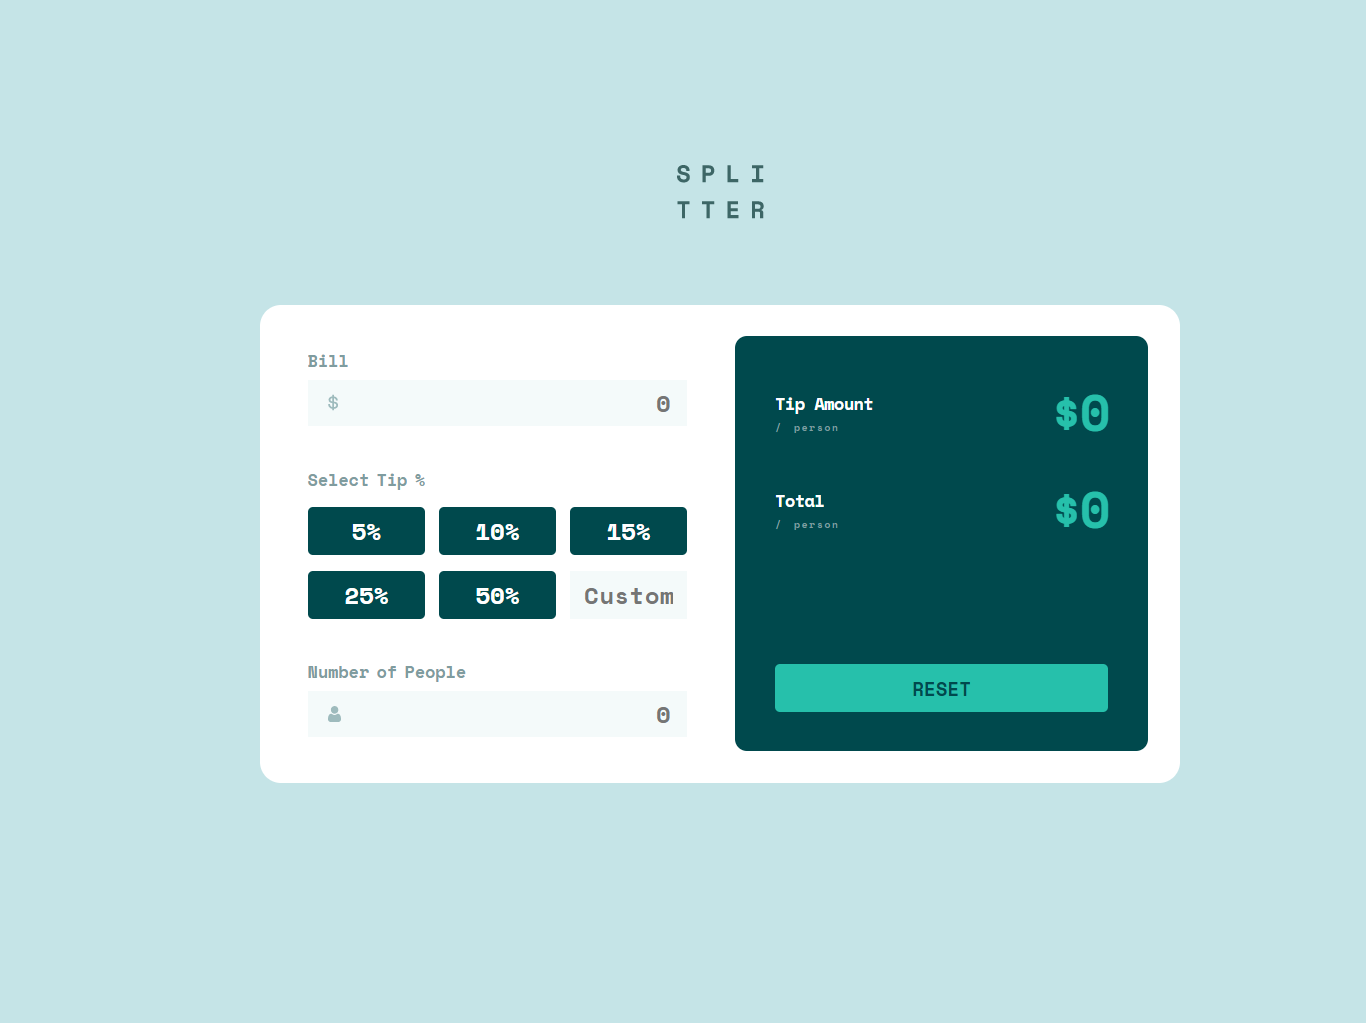 SPLI
TTER
Bill
$ 0
Select Tip %
5% 10% 15%
25% 50% Custom
Number of People
0
Tip Amount $0
/ person
Total $0
/ person
RESET